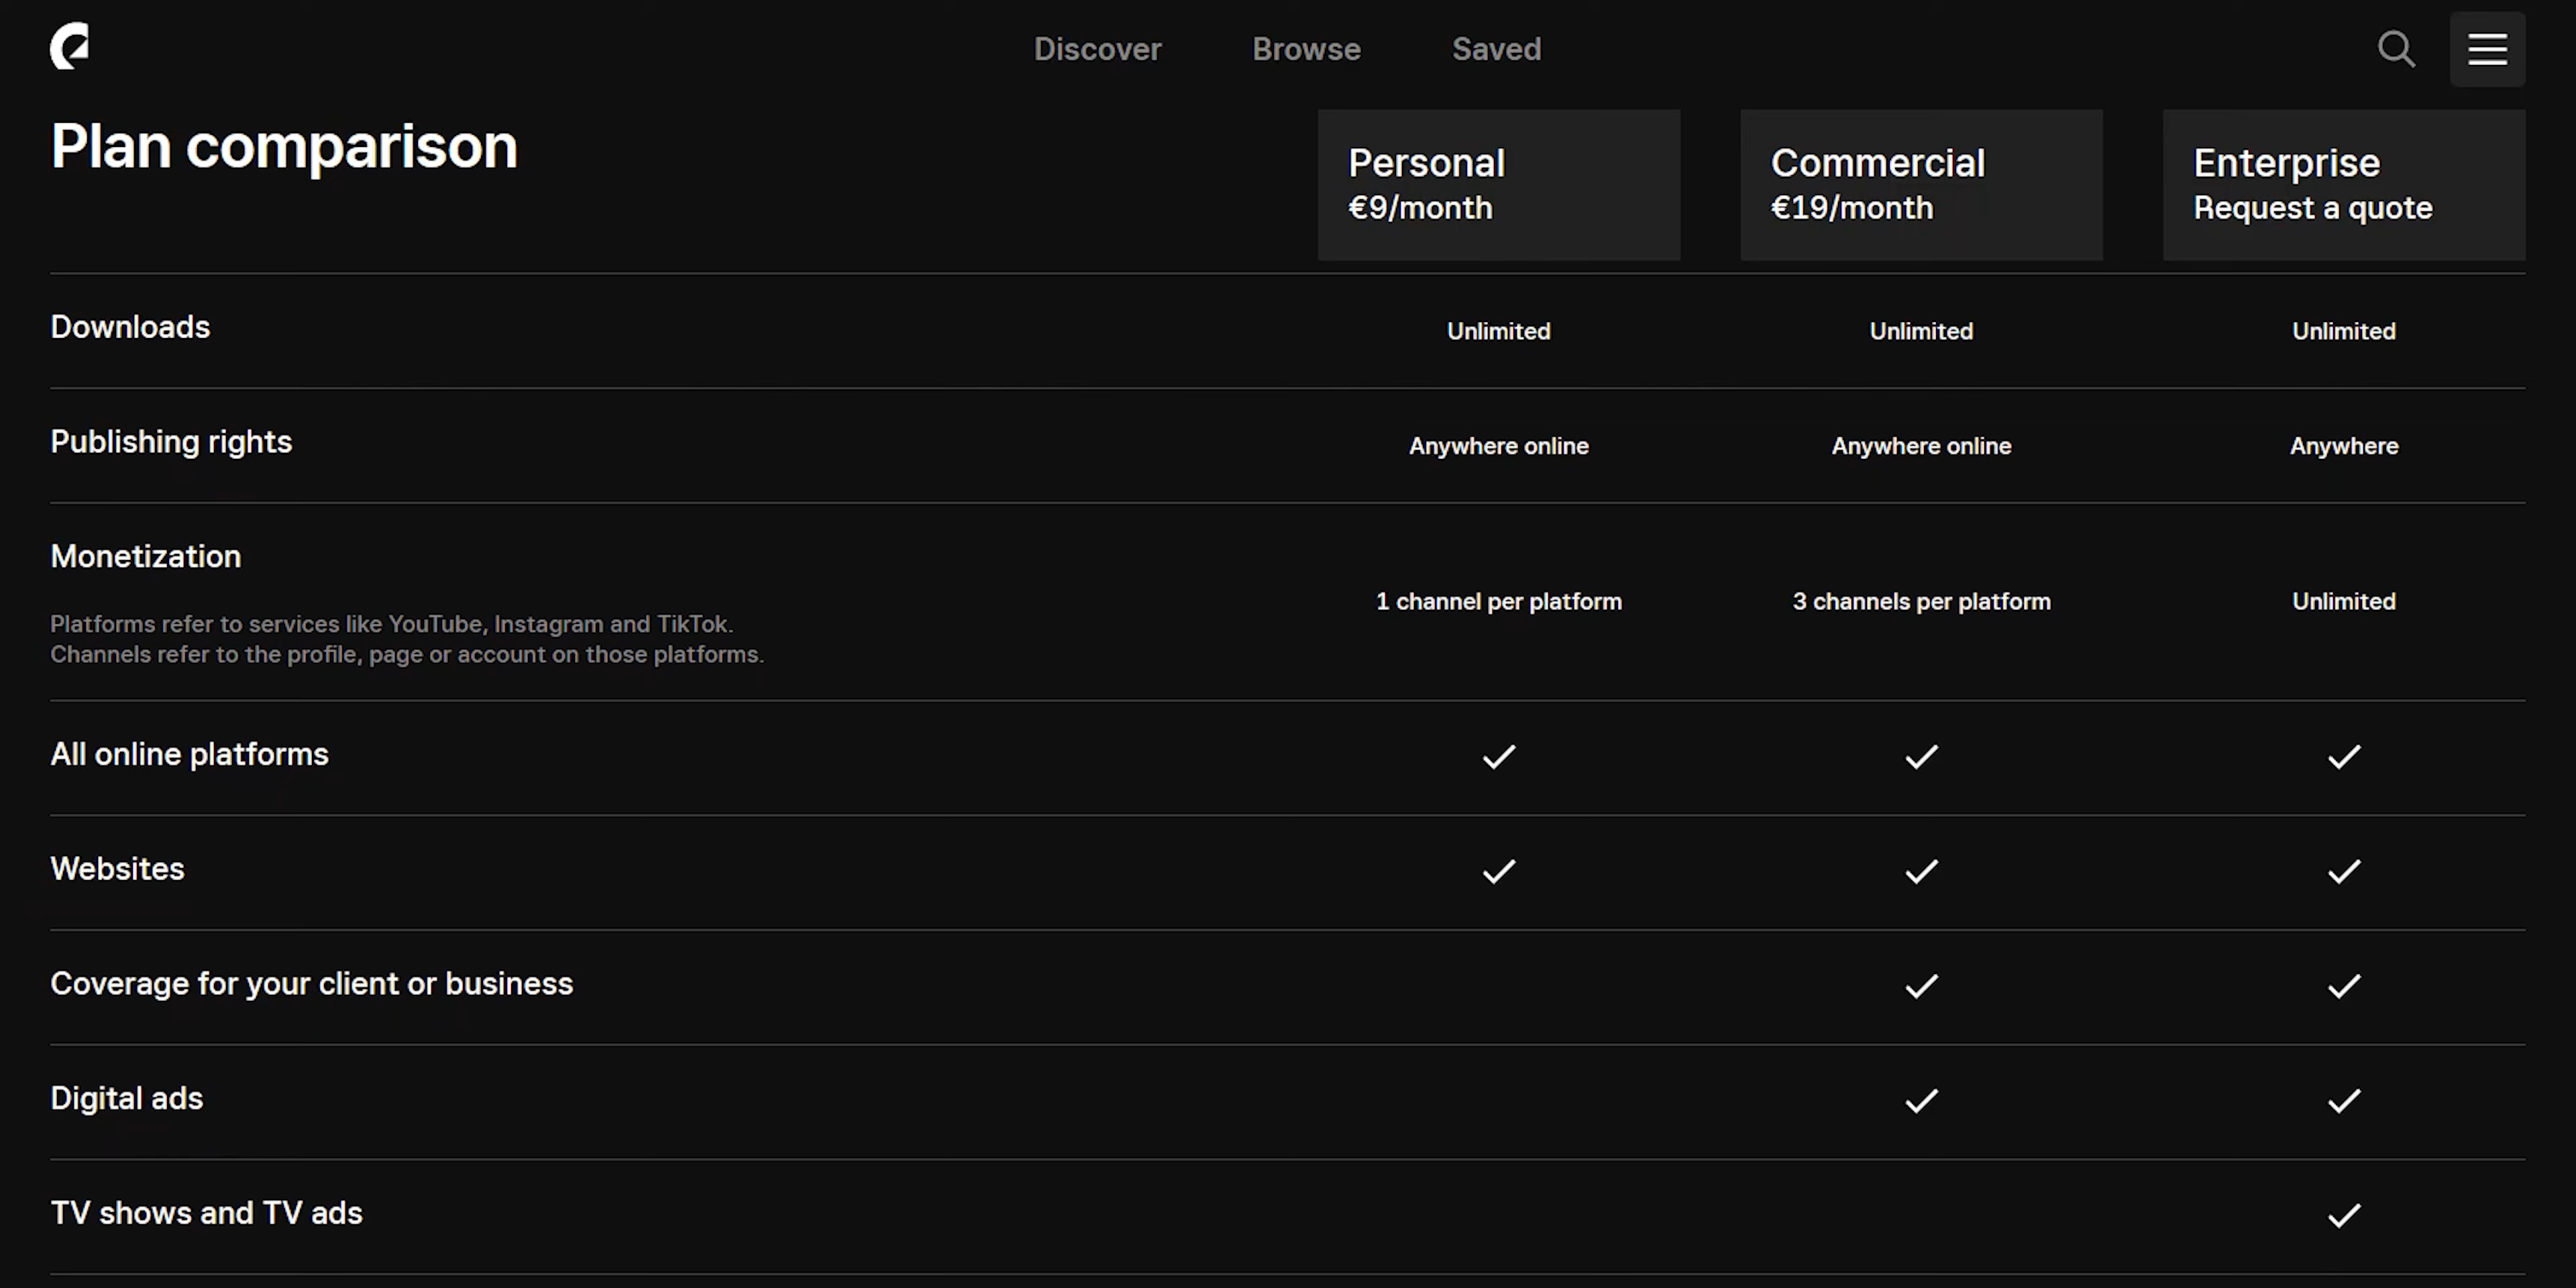 Discover Browse Saved
Plan comparison
Personal
€9/month
Commercial
€19/month
Enterprise
Request a quote
Downloads Unlimited Unlimited Unlimited
Publishing rights Anywhere online Anywhere online Anywhere
Monetization
Platforms refer to services like YouTube, Instagram and TikTok.
Channels refer to the profile, page or account on those platforms.
1 channel per platform 3 channels per platform Unlimited
All online platforms
Websites
Coverage for your client or business
Digital ads
TV shows and TV ads